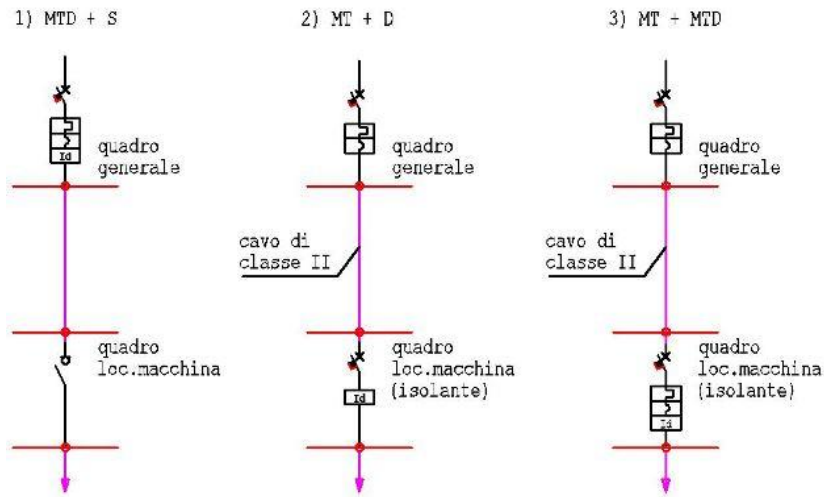 1) MTD + S
2) MT + D
3) MT + MTD
quadro
generale
Id
quadro
generale
quadro
generale
cavo di
classe II
cavo di
classe II
quadro
loc.macchina
quadro
loc.macchina
(isolante)
Id
quadro
loc.macchina
(isolante)
Id